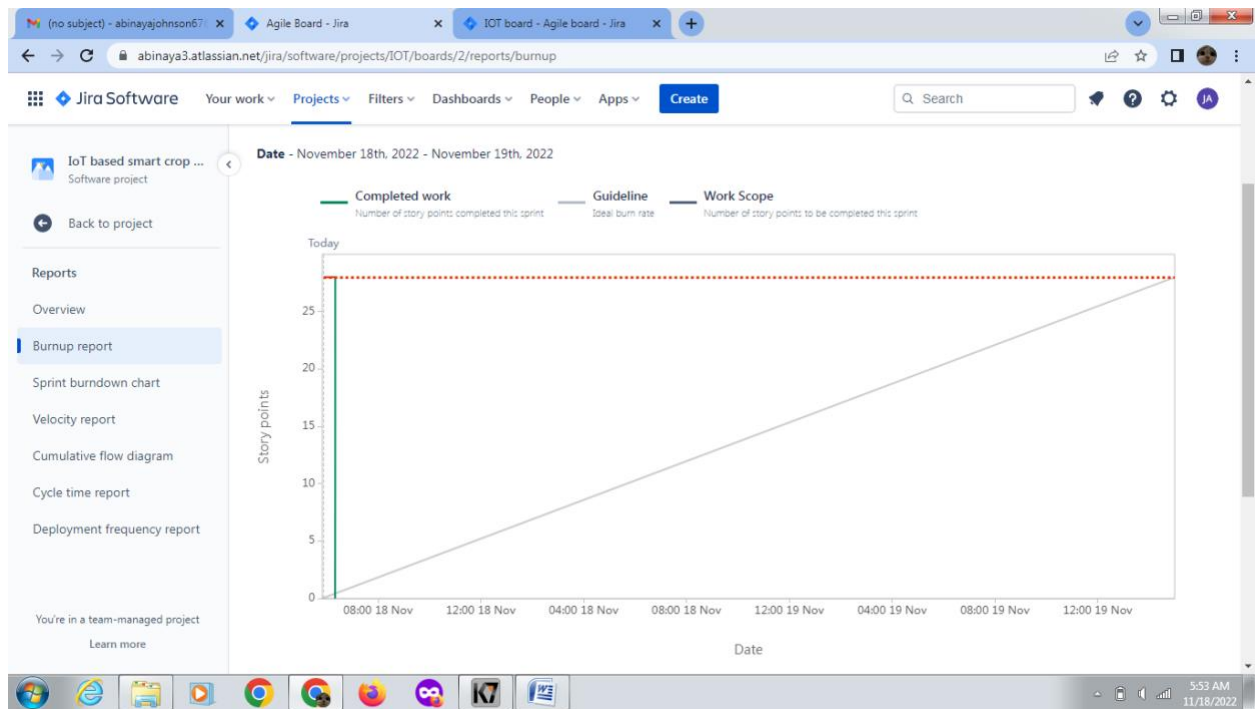 (no subject) - abinayajohnson67
Agile Board - Jira
IOT board - Agile board - Jira
abinaya3.atlassian.net/jira/software/projects/IOT/boards/2/reports/burnup
Jira Software Your work Projects Filters Dashboards People Apps Create Search JA
IoT based smart crop ...
Software project
Back to project
Reports
Overview
Burnup report
Sprint burndown chart
Velocity report
Cumulative flow diagram
Cycle time report
Deployment frequency report
You're in a team-managed project
Learn more
Date - November 18th, 2022 - November 19th, 2022
Completed work Guideline Work Scope
Number of story points completed this sprint Ideal burn rate Number of story points to be completed this sprint
Today
25
20
15
10
5
0
Story points
08:00 18 Nov 12:00 18 Nov 04:00 18 Nov 08:00 18 Nov 12:00 19 Nov 04:00 19 Nov 08:00 19 Nov 12:00 19 Nov
Date
K7
5:53 AM
11/18/2022